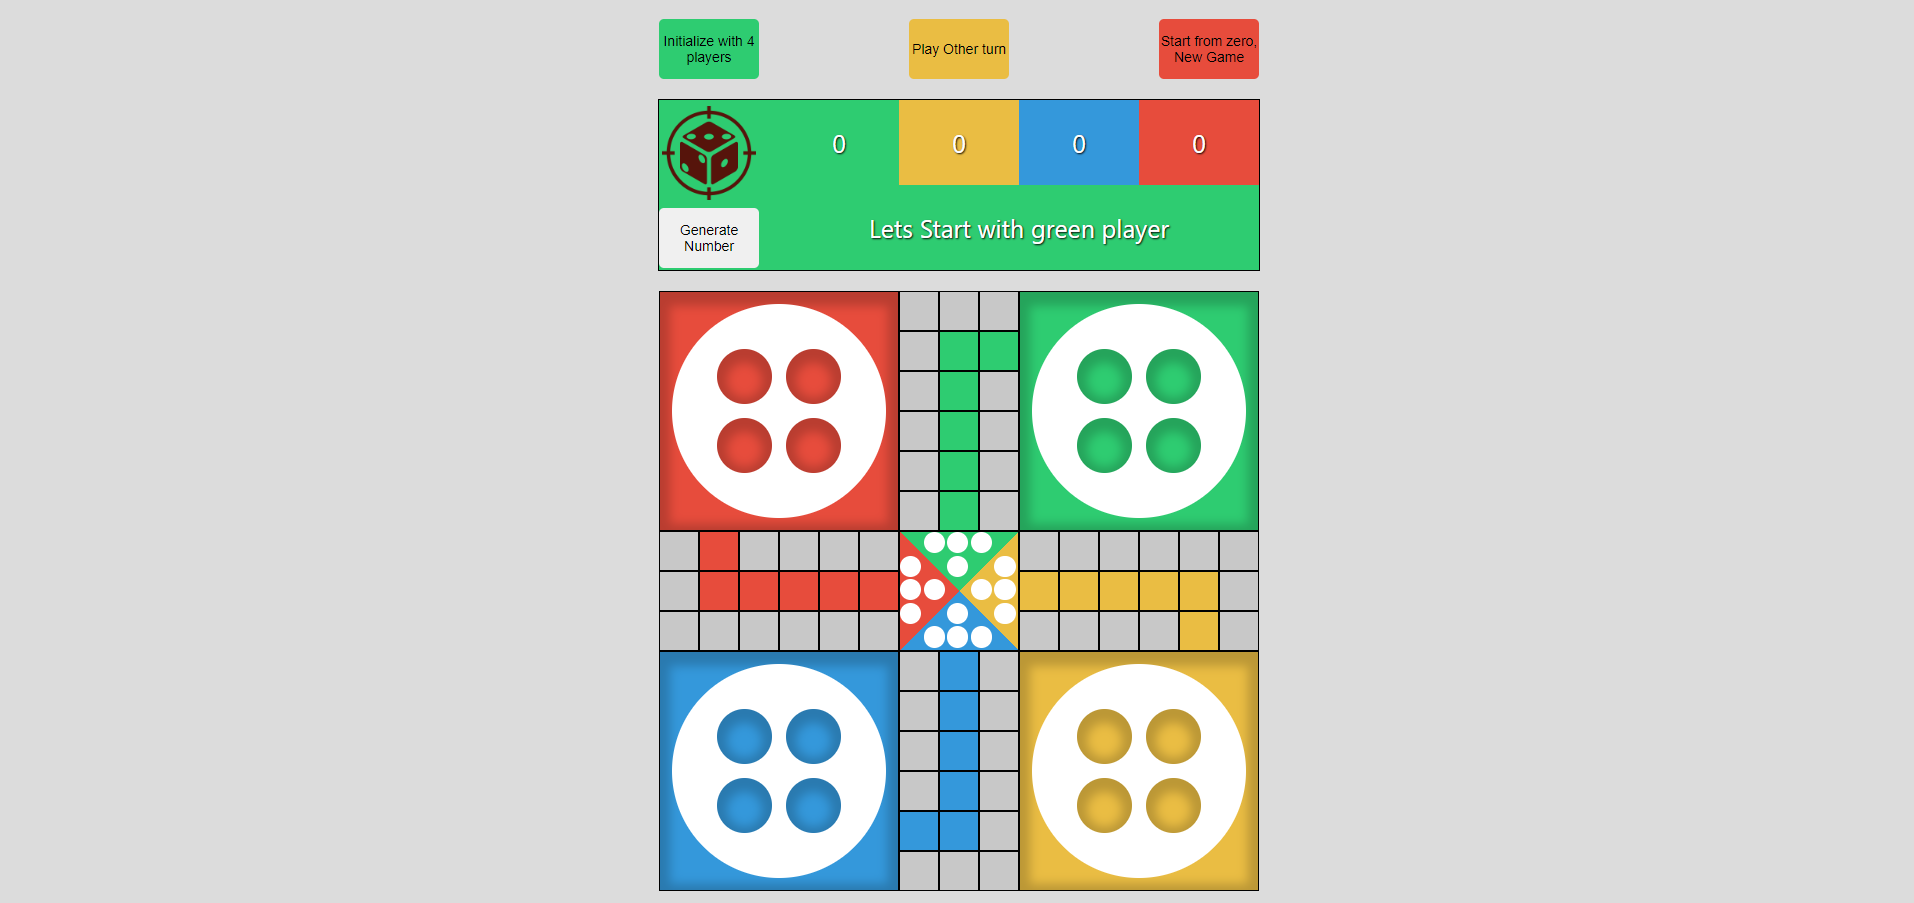 Initialize with 4
players
Play Other turn
Start from zero,
New Game
0
0
0
0
Generate
Number
Lets Start with green player